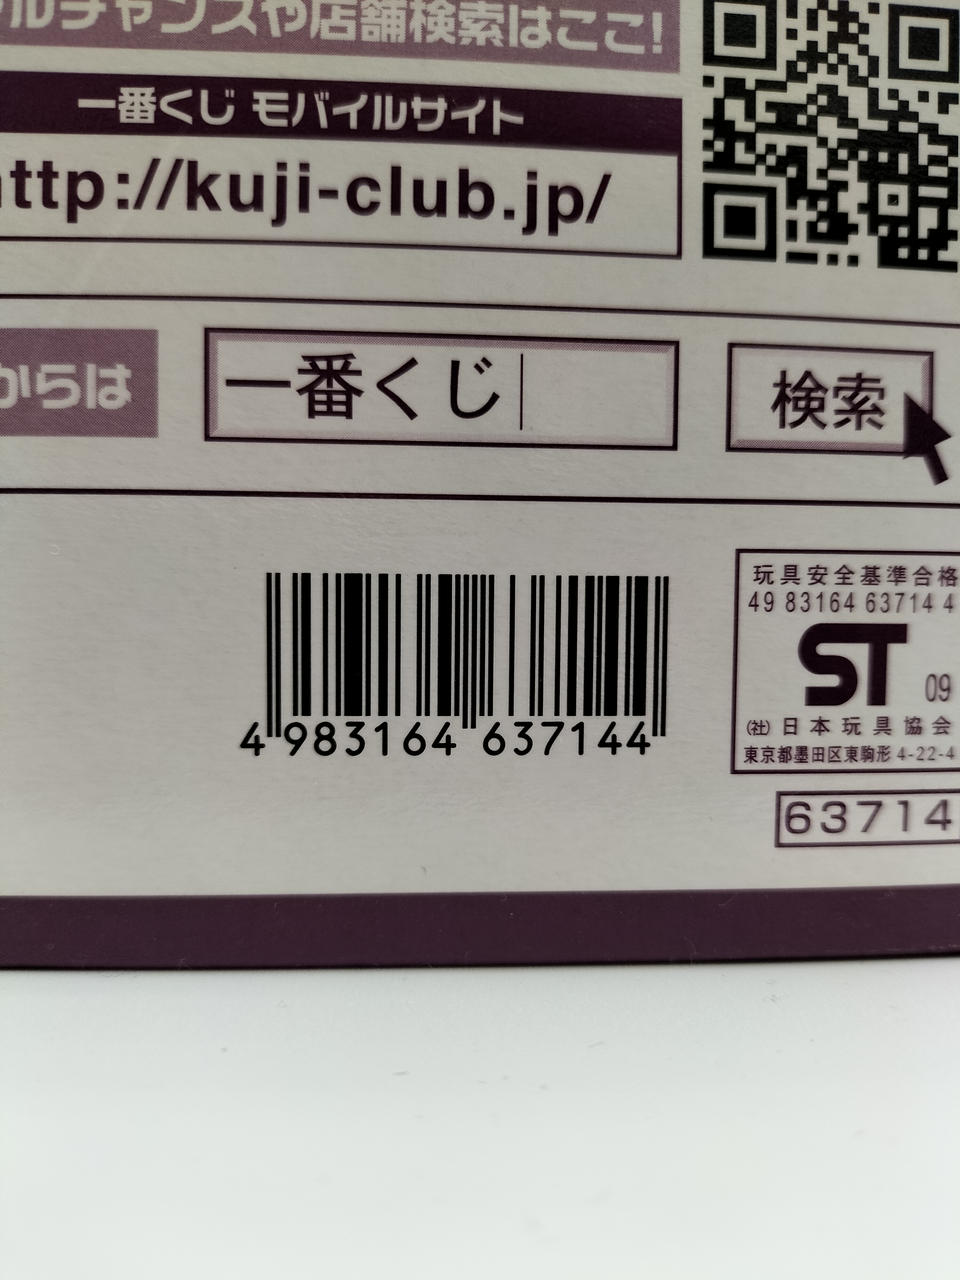 ルチャンスや店舗検索はここ!
一番くじ モバイルサイト
ttp://kuji-club.jp/
からは
一番くじ
検索
4 983164 637144
玩具安全基準合格
49 83164 63714 4
ST 09
(社)日本玩具協会
東京都墨田区東駒形 4-22-4
63714